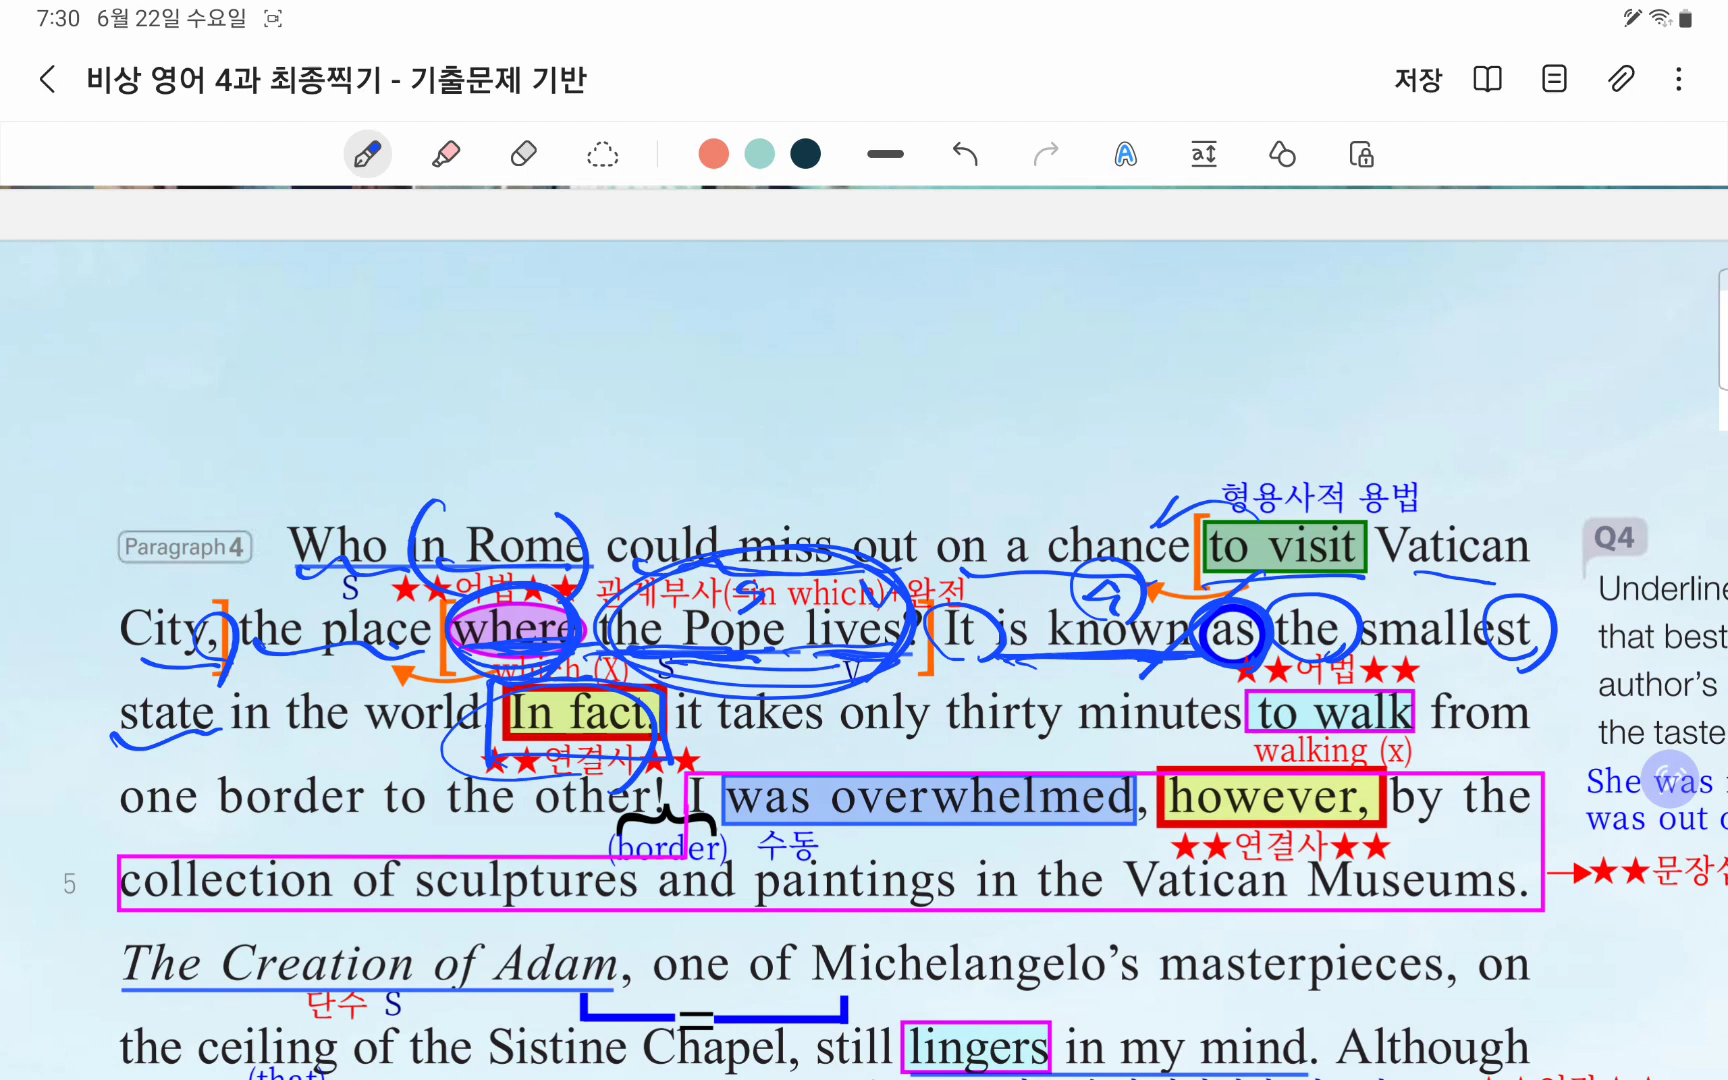 7:30 6월 22일 수요일
비상 영어 4과 최종찍기 - 기출문제 기반
저장
형용사적 용법
Paragraph 4 Who in Rome could miss out on a chance to visit Vatican
S ★★어법★★ 관계부사(=in which)+완전
S V 4
City, the place where the Pope lives? It is known as the smallest
which (X) S V ★★어법★★
state in the world. In fact, it takes only thirty minutes to walk from
★★연결사★★ walking (x)
one border to the other! I was overwhelmed, however, by the
(border) 수동 ★★연결사★★
5 collection of sculptures and paintings in the Vatican Museums.
★★문장
The Creation of Adam, one of Michelangelo's masterpieces, on
단수 S =
the ceiling of the Sistine Chapel, still lingers in my mind. Although
(that)
Q4
Underline
that best
author's
the taste
She was
was out